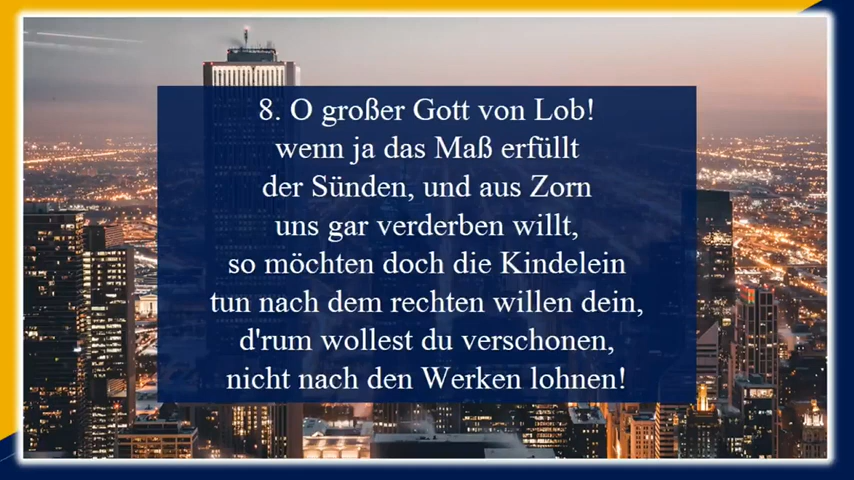 8. O großer Gott von Lob!
wenn ja das Maß erfüllt
der Sünden, und aus Zorn
uns gar verderben willt,
so möchten doch die Kindelein
tun nach dem rechten willen dein,
d'rum wollest du verschonen,
nicht nach den Werken lohnen!